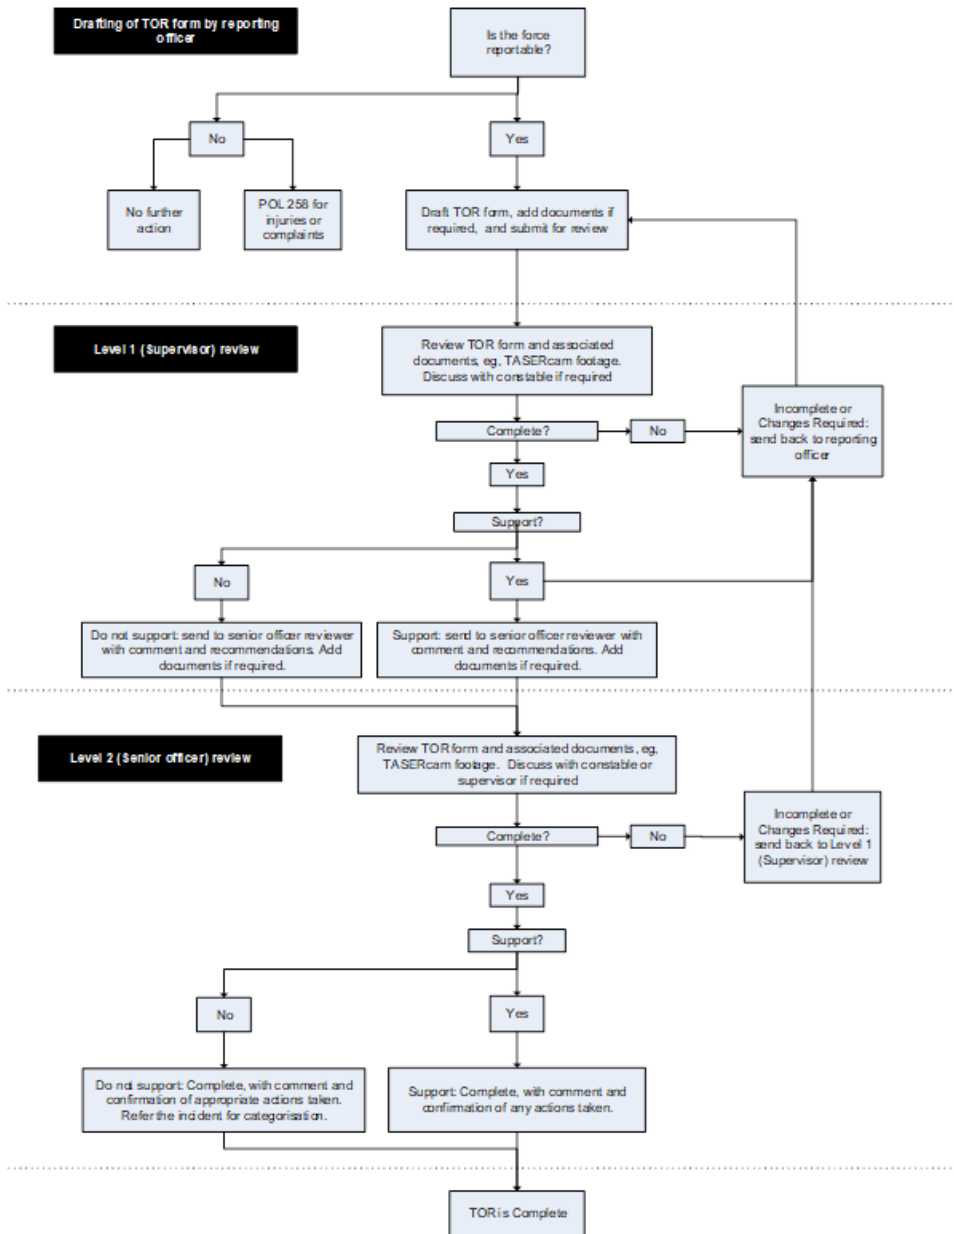 Drafting of TOR form by reporting
officer
Is the force
reportable?
No
Yes
No further
action
POL 258 for
injuries or
complaints
Draft TOR form, add documents if
required, and submit for review
Level 1 (Supervisor) review
Review TOR form and associated
documents, eg, TASERcam footage.
Discuss with constable if required
Complete?
No
Incomplete or
Changes Required:
send back to reporting
officer
Yes
Support?
No
Yes
Do not support: send to senior officer reviewer
with comment and recommendations. Add
documents if required.
Support: send to senior officer reviewer with
comment and recommendations. Add
documents if required.
Level 2 (Senior officer) review
Review TOR form and associated documents, eg,
TASERcam footage. Discuss with constable or
supervisor if required
Complete?
No
Incomplete or
Changes Required:
send back to Level 1
(Supervisor) review
Yes
Support?
No
Yes
Do not support: Complete, with comment and
confirmation of appropriate actions taken.
Refer the incident for categorisation.
Support: Complete, with comment and
confirmation of any actions taken.
TOR is Complete